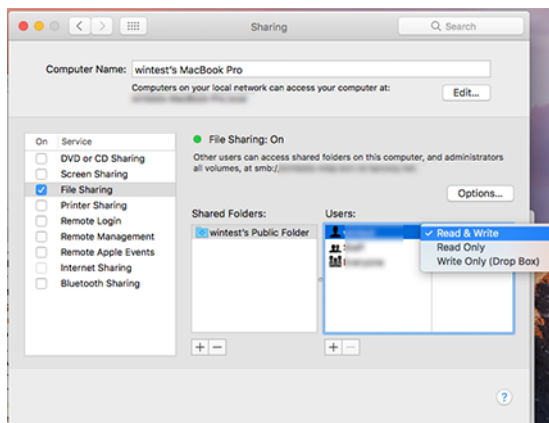 Sharing
Search
Computer Name: wintest's MacBook Pro
Computers on your local network can access your computer at:
Edit...
On Service
DVD or CD Sharing
Screen Sharing
File Sharing
Printer Sharing
Remote Login
Remote Management
Remote Apple Events
Internet Sharing
Bluetooth Sharing
File Sharing: On
Other users can access shared folders on this computer, and administrators
all volumes, at smb:/
Options...
Shared Folders:
wintest's Public Folder
Users:
Read & Write
Read Only
Write Only (Drop Box)
+ −
+ −
?